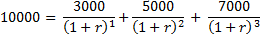 10000 = 3000/(1 + r)^1 + 5000/(1 + r)^2 + 7000/(1 + r)^3